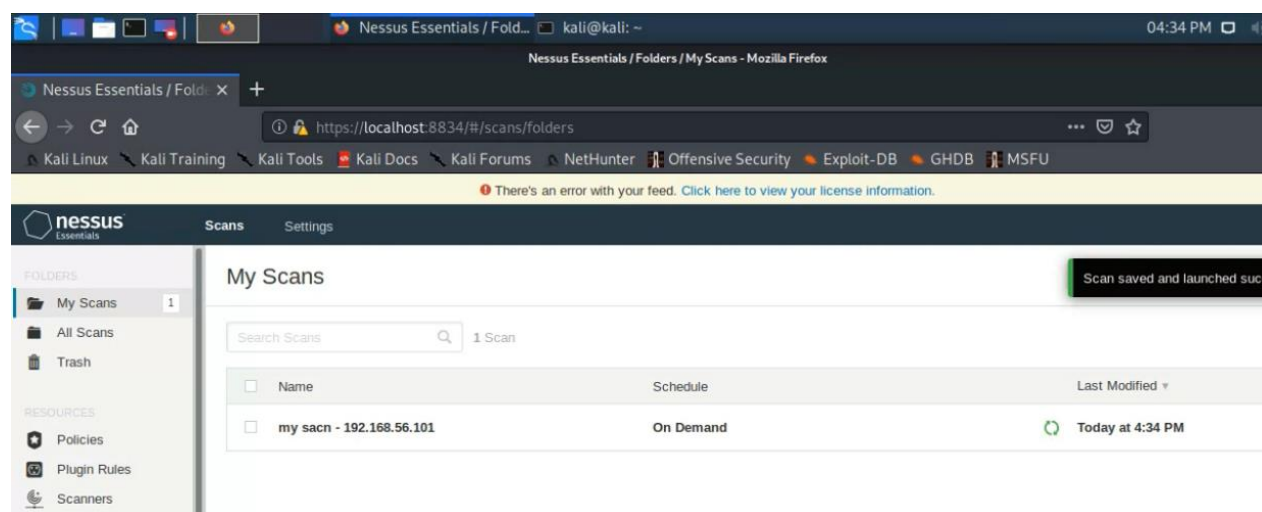 Nessus Essentials / Fold... kali@kali: ~ 04:34 PM
Nessus Essentials / Folders / My Scans - Mozilla Firefox
Nessus Essentials / Folde
https://localhost:8834/#/scans/folders
Kali Linux Kali Training Kali Tools Kali Docs Kali Forums NetHunter Offensive Security Exploit-DB GHDB MSFU
There's an error with your feed. Click here to view your license information.
nessus Scans Settings
Essentials
FOLDERS
My Scans 1
All Scans
Trash
RESOURCES
Policies
Plugin Rules
Scanners
My Scans
Scan saved and launched suc
Search Scans 1 Scan
Name Schedule Last Modified
my sacn - 192.168.56.101 On Demand Today at 4:34 PM